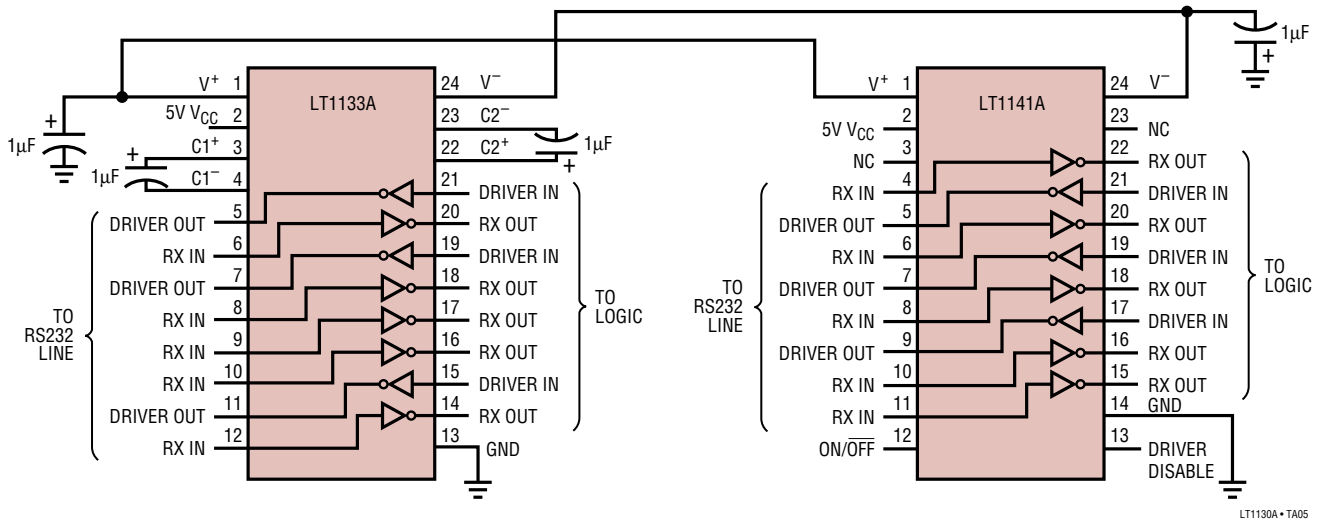 1µF
LT1133A
LT1141A
V+ 1
5V VCC 2
C1+ 3
C1− 4
+
1µF
+
1µF
24 V−
23 C2−
22 C2+
1µF
+
DRIVER OUT 5
RX IN 6
DRIVER OUT 7
RX IN 8
RX IN 9
RX IN 10
DRIVER OUT 11
RX IN 12
TO
RS232
LINE
21 DRIVER IN
20 RX OUT
19 DRIVER IN
18 RX OUT
17 RX OUT
16 RX OUT
15 DRIVER IN
14 RX OUT
13 GND
TO
LOGIC
V+ 1
5V VCC 2
NC 3
RX IN 4
DRIVER OUT 5
RX IN 6
DRIVER OUT 7
RX IN 8
DRIVER OUT 9
RX IN 10
RX IN 11
ON/OFF 12
TO
RS232
LINE
24 V−
+
23 NC
22 RX OUT
21 DRIVER IN
20 RX OUT
19 DRIVER IN
18 RX OUT
17 DRIVER IN
16 RX OUT
15 RX OUT
14 GND
13 DRIVER
DISABLE
TO
LOGIC
LT1130A • TA05